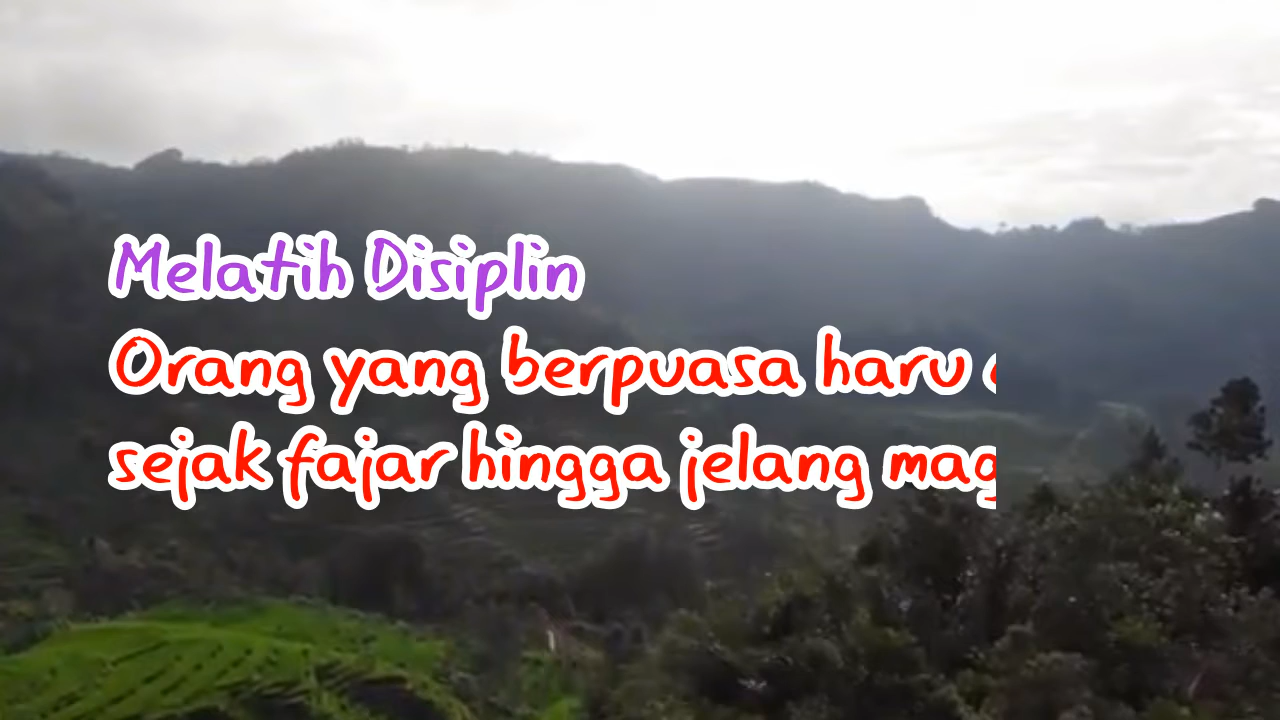 Melatih Disiplin
Orang yang berpuasa haru
sejak fajar hingga jelang mag